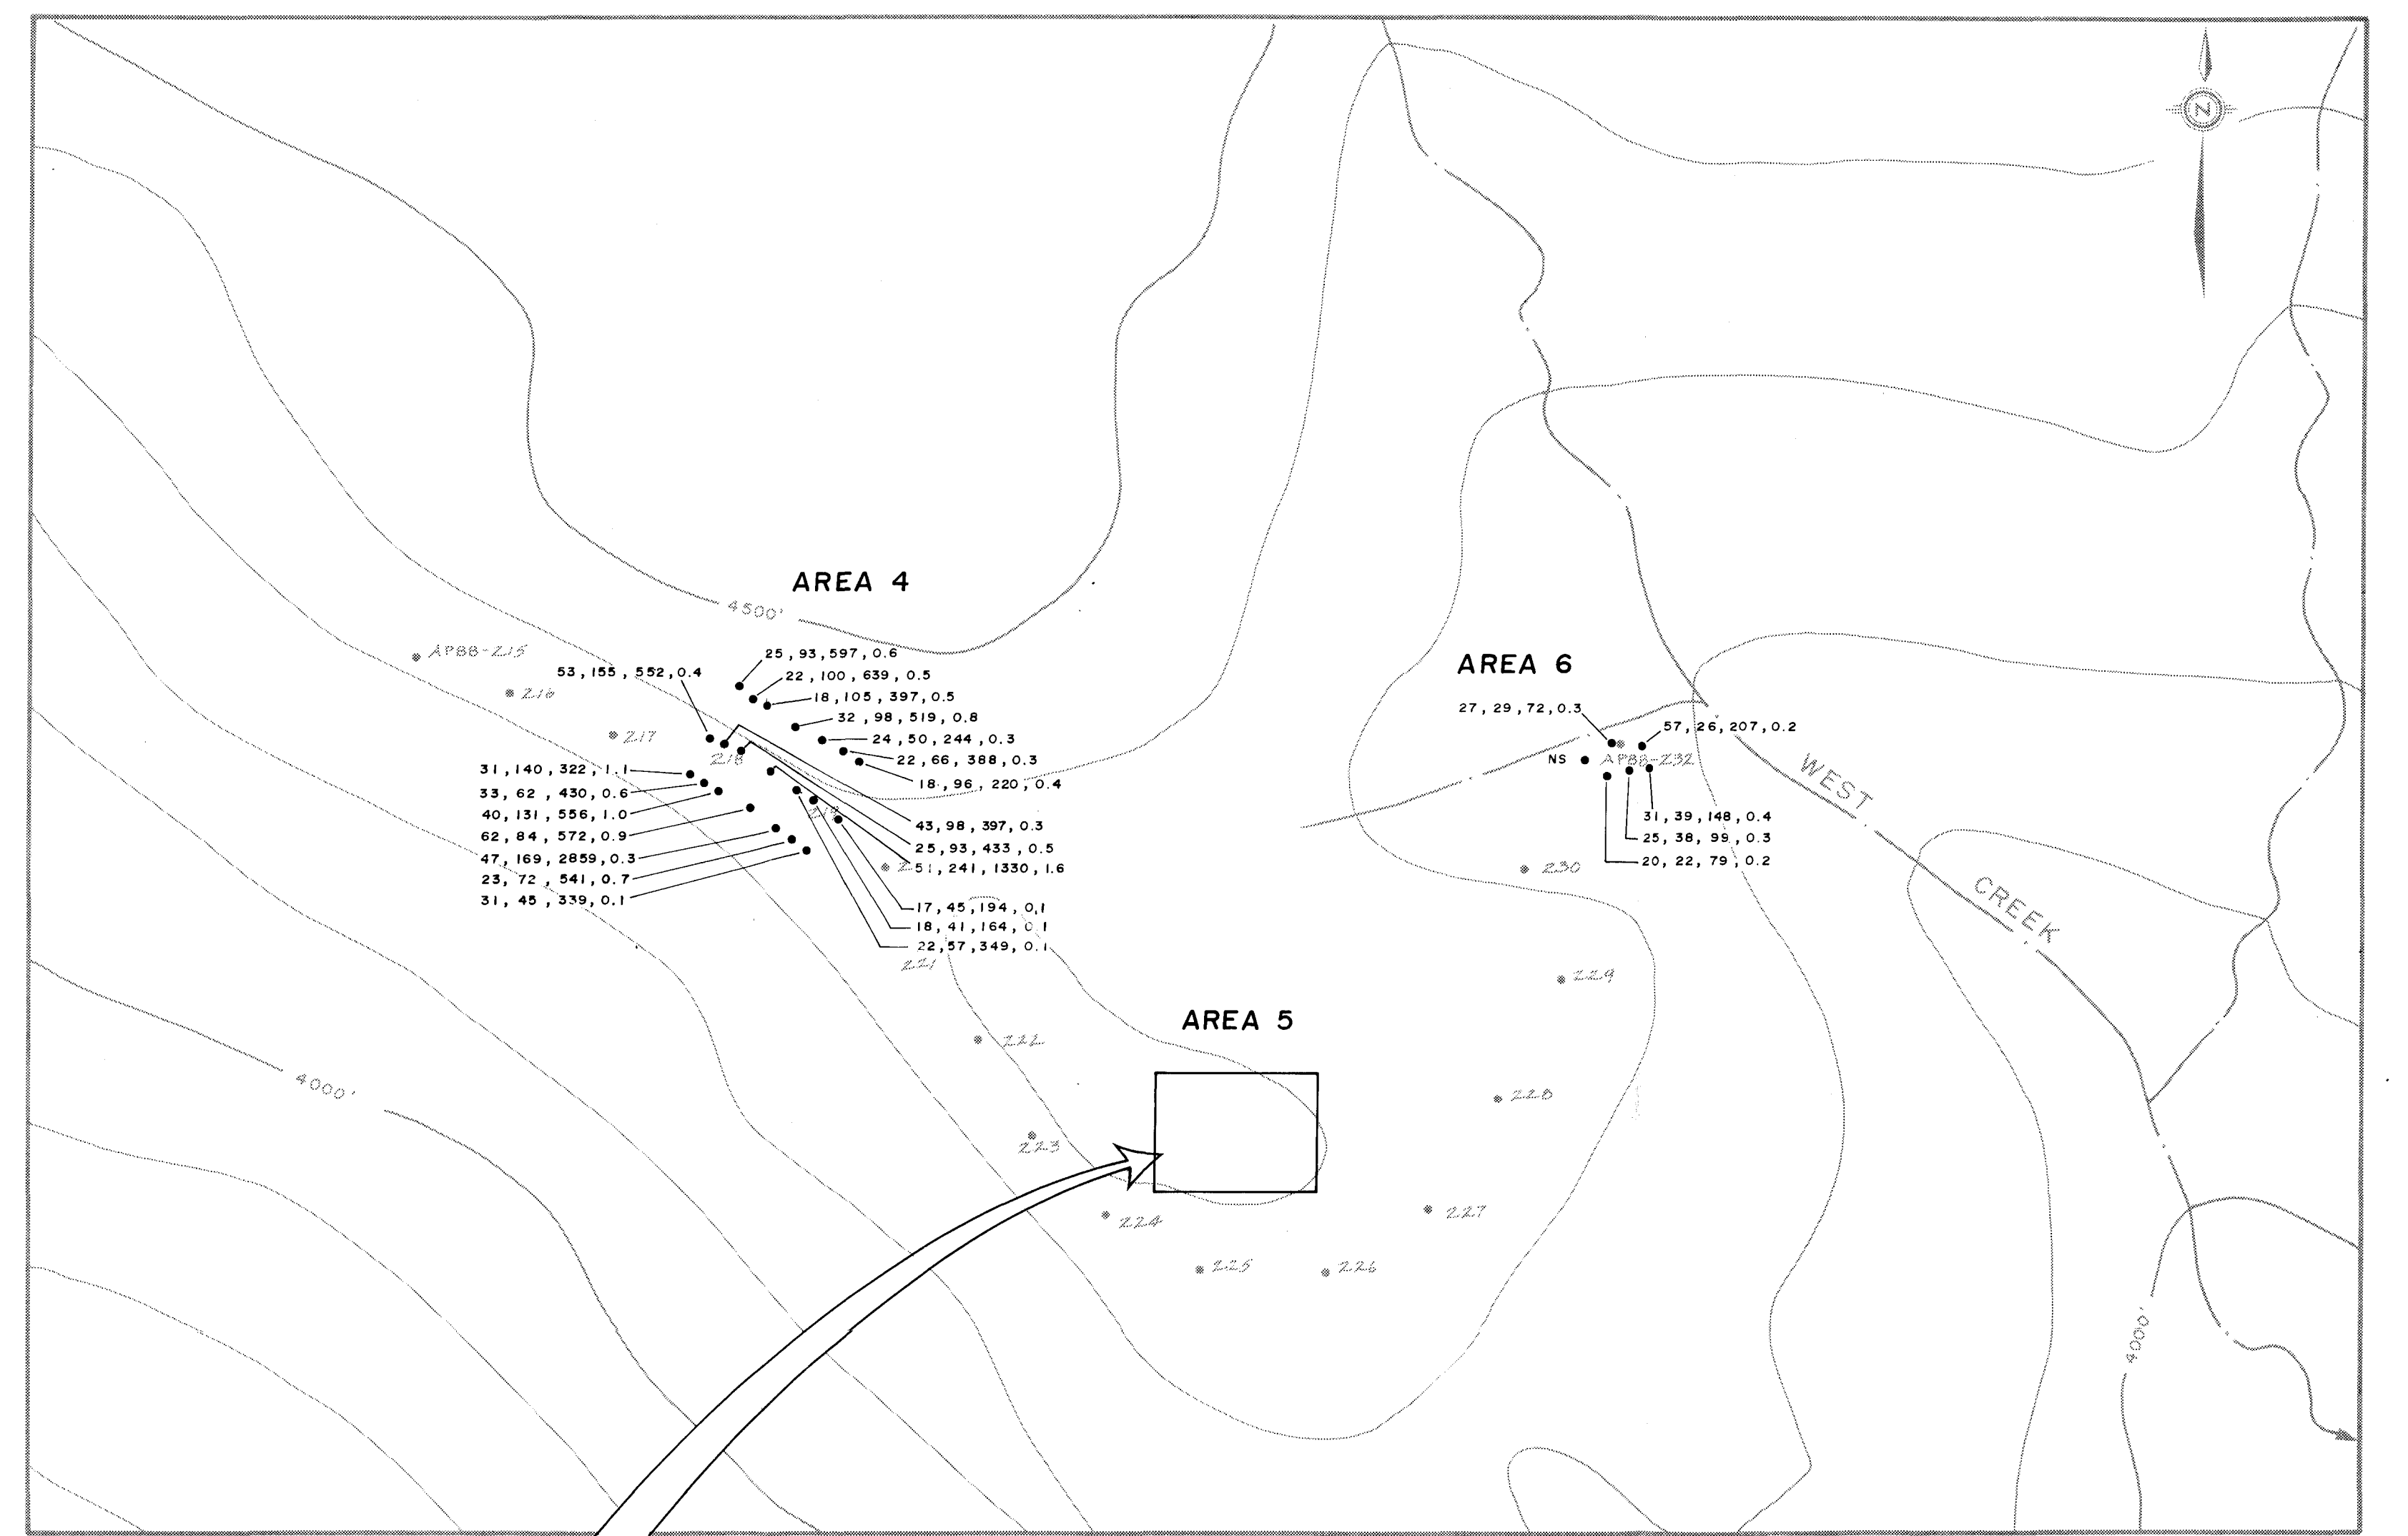 N
AREA 4
4500'
AP88-215
216
217
218
53, 155, 552, 0.4
25, 93, 597, 0.6
22, 100, 639, 0.5
18, 105, 397, 0.5
32, 98, 519, 0.8
24, 50, 244, 0.3
22, 66, 388, 0.3
18, 96, 220, 0.4
31, 140, 322, 1.1
33, 62, 430, 0.6
40, 131, 556, 1.0
62, 84, 572, 0.9
47, 169, 2859, 0.3
23, 72, 541, 0.7
31, 45, 339, 0.1
43, 98, 397, 0.3
25, 93, 433, 0.5
51, 241, 1330, 1.6
17, 45, 194, 0.1
18, 41, 164, 0.1
22, 57, 349, 0.1
221
222
223
224
225
226
227
228
229
230
AREA 6
27, 29, 72, 0.3
57, 26, 207, 0.2
NS
AP88-232
31, 39, 148, 0.4
25, 38, 99, 0.3
20, 22, 79, 0.2
WEST
CREEK
AREA 5
4000'
4000'